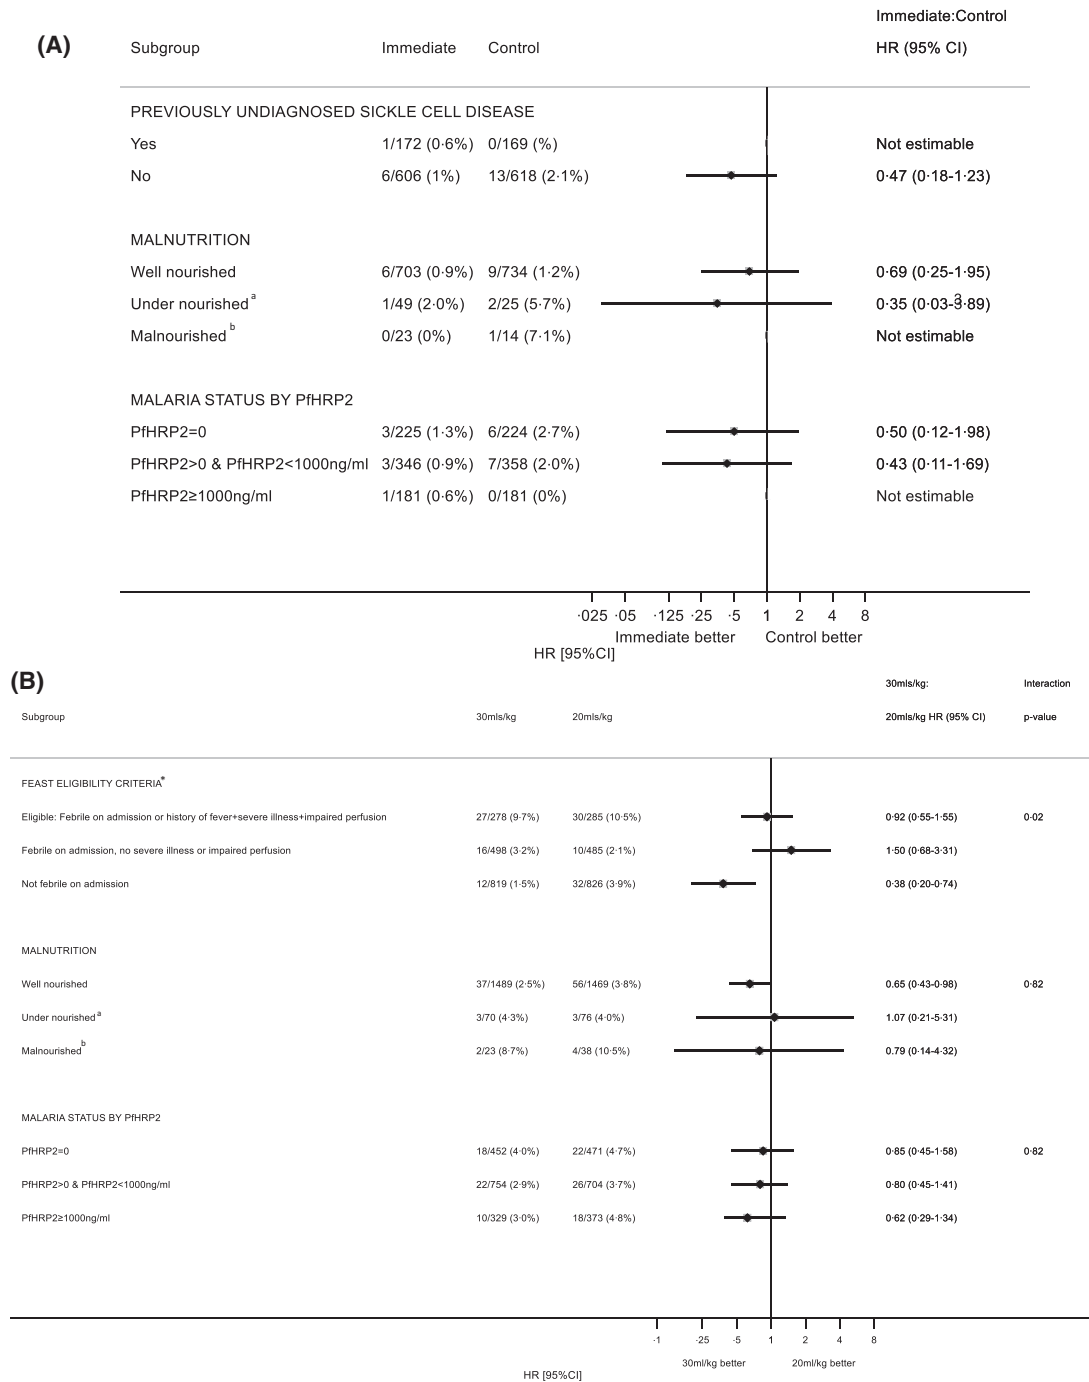 (A)
Immediate:Control
Subgroup Immediate Control HR (95% CI)
PREVIOUSLY UNDIAGNOSED SICKLE CELL DISEASE
Yes 1/172 (0·6%) 0/169 (%) Not estimable
No 6/606 (1%) 13/618 (2·1%) 0·47 (0·18-1·23)
MALNUTRITION
Well nourished 6/703 (0·9%) 9/734 (1·2%) 0·69 (0·25-1·95)
Under nourished a 1/49 (2·0%) 2/25 (5·7%) 0·35 (0·03-3·89)
Malnourished b 0/23 (0%) 1/14 (7·1%) Not estimable
MALARIA STATUS BY PfHRP2
PfHRP2=0 3/225 (1·3%) 6/224 (2·7%) 0·50 (0·12-1·98)
PfHRP2>0 & PfHRP2<1000ng/ml 3/346 (0·9%) 7/358 (2·0%) 0·43 (0·11-1·69)
PfHRP2≥1000ng/ml 1/181 (0·6%) 0/181 (0%) Not estimable
·025 ·05 ·125 ·25 ·5 1 2 4 8
Immediate better Control better
HR [95%CI]
(B)
30mls/kg: Interaction
Subgroup 30mls/kg 20mls/kg 20mls/kg HR (95% CI) p-value
FEAST ELIGIBILITY CRITERIA*
Eligible: Febrile on admission or history of fever+severe illness+impaired perfusion 27/278 (9·7%) 30/285 (10·5%) 0·92 (0·55-1·55) 0·02
Febrile on admission, no severe illness or impaired perfusion 16/498 (3·2%) 10/485 (2·1%) 1·50 (0·68-3·31)
Not febrile on admission 12/819 (1·5%) 32/826 (3·9%) 0·38 (0·20-0·74)
MALNUTRITION
Well nourished 37/1489 (2·5%) 56/1469 (3·8%) 0·65 (0·43-0·98) 0·82
Under nourished a 3/70 (4·3%) 3/76 (4·0%) 1·07 (0·21-5·31)
Malnourished b 2/23 (8·7%) 4/38 (10·5%) 0·79 (0·14-4·32)
MALARIA STATUS BY PfHRP2
PfHRP2=0 18/452 (4·0%) 22/471 (4·7%) 0·85 (0·45-1·58) 0·82
PfHRP2>0 & PfHRP2<1000ng/ml 22/754 (2·9%) 26/704 (3·7%) 0·80 (0·45-1·41)
PfHRP2≥1000ng/ml 10/329 (3·0%) 18/373 (4·8%) 0·62 (0·29-1·34)
·1 ·25 ·5 1 2 4 8
30ml/kg better 20ml/kg better
HR [95%CI]